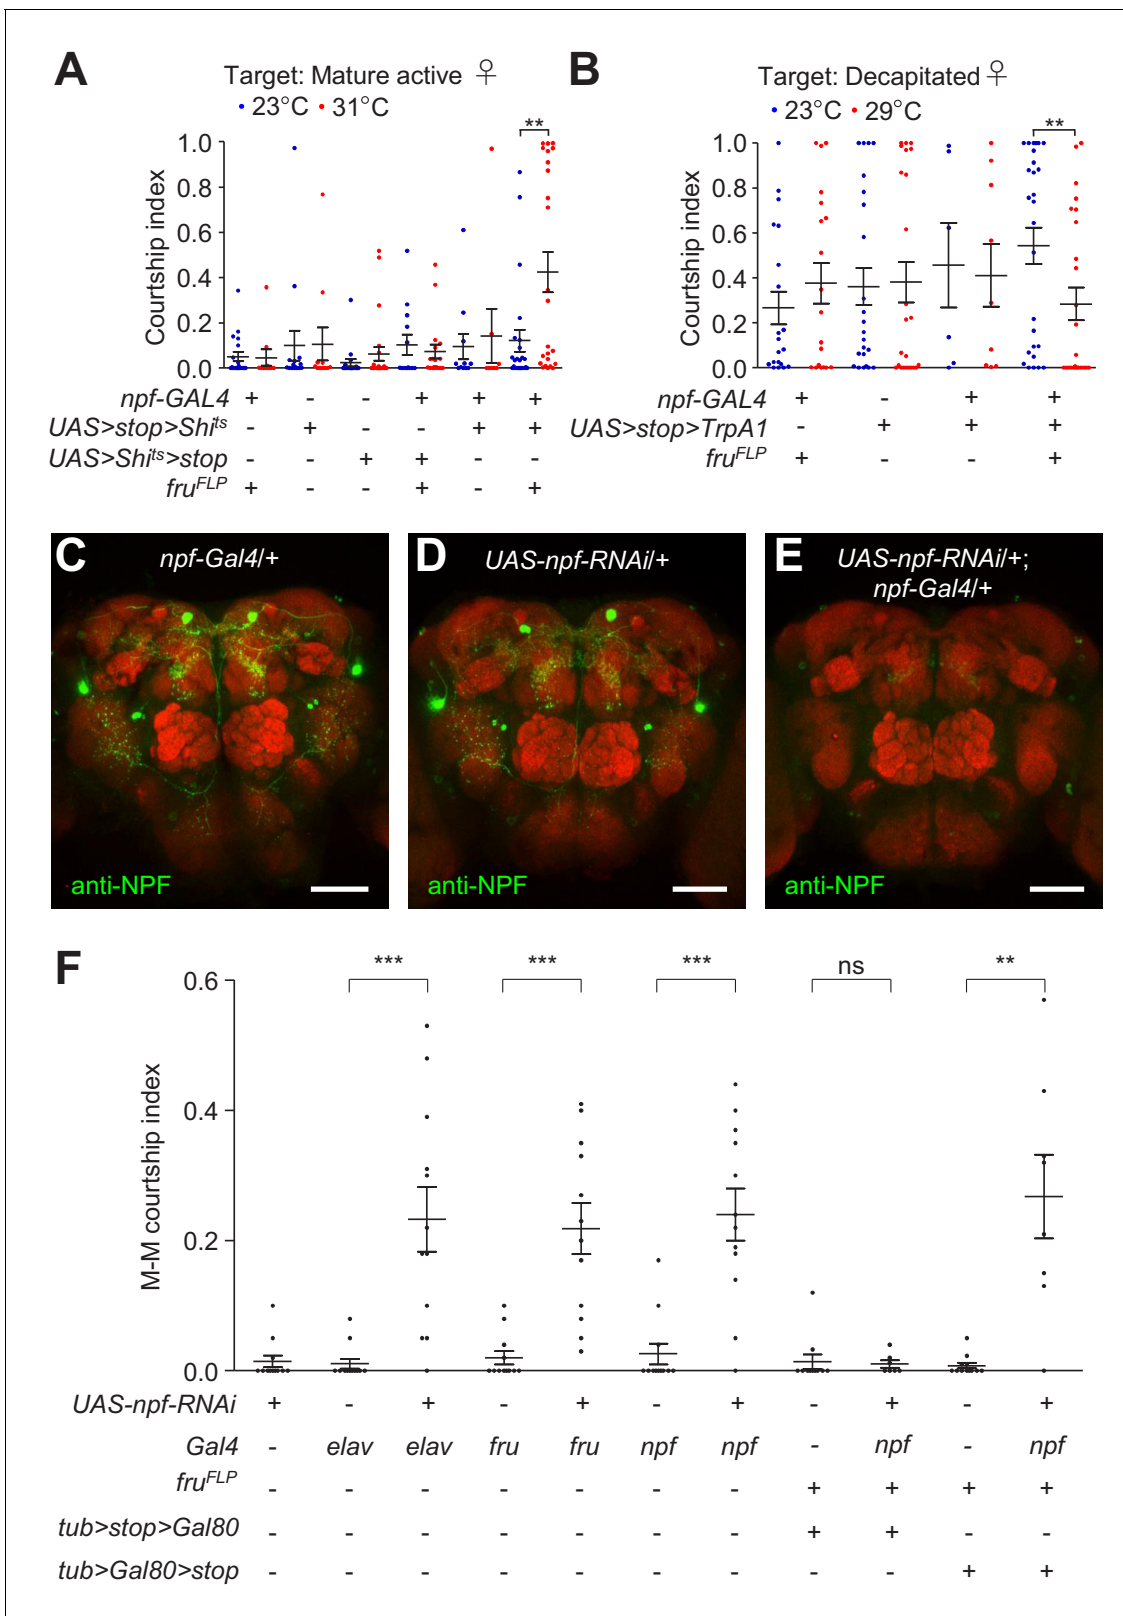 A
Target: Mature active ♀
• 23°C • 31°C
**
Courtship index
1.0
0.8
0.6
0.4
0.2
0.0
npf-GAL4 + - - + + +
UAS>stop>Shi^ts - + - - + +
UAS>Shi^ts>stop - - + + - -
fru^FLP + - - + - +
B
Target: Decapitated ♀
• 23°C • 29°C
**
Courtship index
1.0
0.8
0.6
0.4
0.2
0.0
npf-GAL4 + - + +
UAS>stop>TrpA1 - + + +
fru^FLP + - - +
C
npf-Gal4/+
anti-NPF
D
UAS-npf-RNAi/+
anti-NPF
E
UAS-npf-RNAi/+;
npf-Gal4/+
anti-NPF
F
*** *** *** ns **
M-M courtship index
0.6
0.4
0.2
0.0
UAS-npf-RNAi + - + - + - + - + - +
Gal4 - elav elav fru fru npf npf - npf - npf
fru^FLP - - - - - - - + + + +
tub>stop>Gal80 - - - - - - - + + - -
tub>Gal80>stop - - - - - - - - - + +